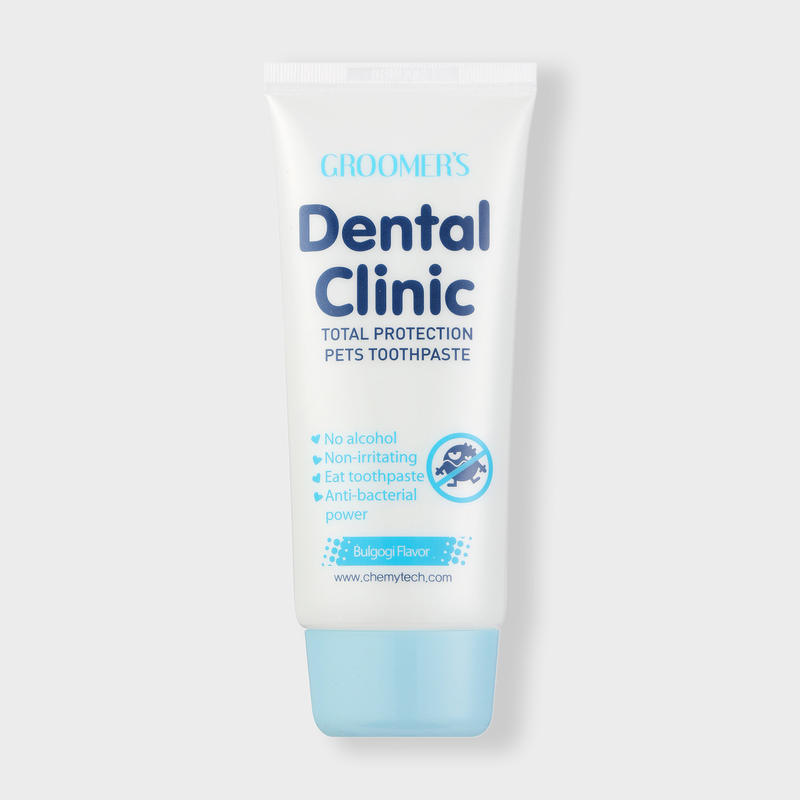 GROOMER'S
Dental
Clinic
TOTAL PROTECTION
PETS TOOTHPASTE
No alcohol
Non-irritating
Eat toothpaste
Anti-bacterial
power
Bulgogi Flavor
www.chemytech.com